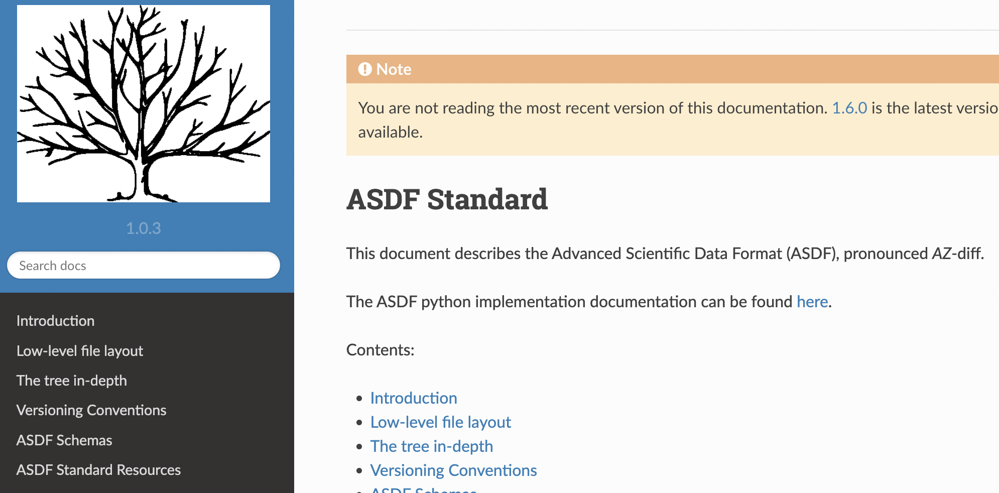 1.0.3
Search docs
Introduction
Low-level file layout
The tree in-depth
Versioning Conventions
ASDF Schemas
ASDF Standard Resources
Note
You are not reading the most recent version of this documentation. 1.6.0 is the latest versio
available.
ASDF Standard
This document describes the Advanced Scientific Data Format (ASDF), pronounced AZ-diff.
The ASDF python implementation documentation can be found here.
Contents:
• Introduction
• Low-level file layout
• The tree in-depth
• Versioning Conventions
• ASDF Schemas